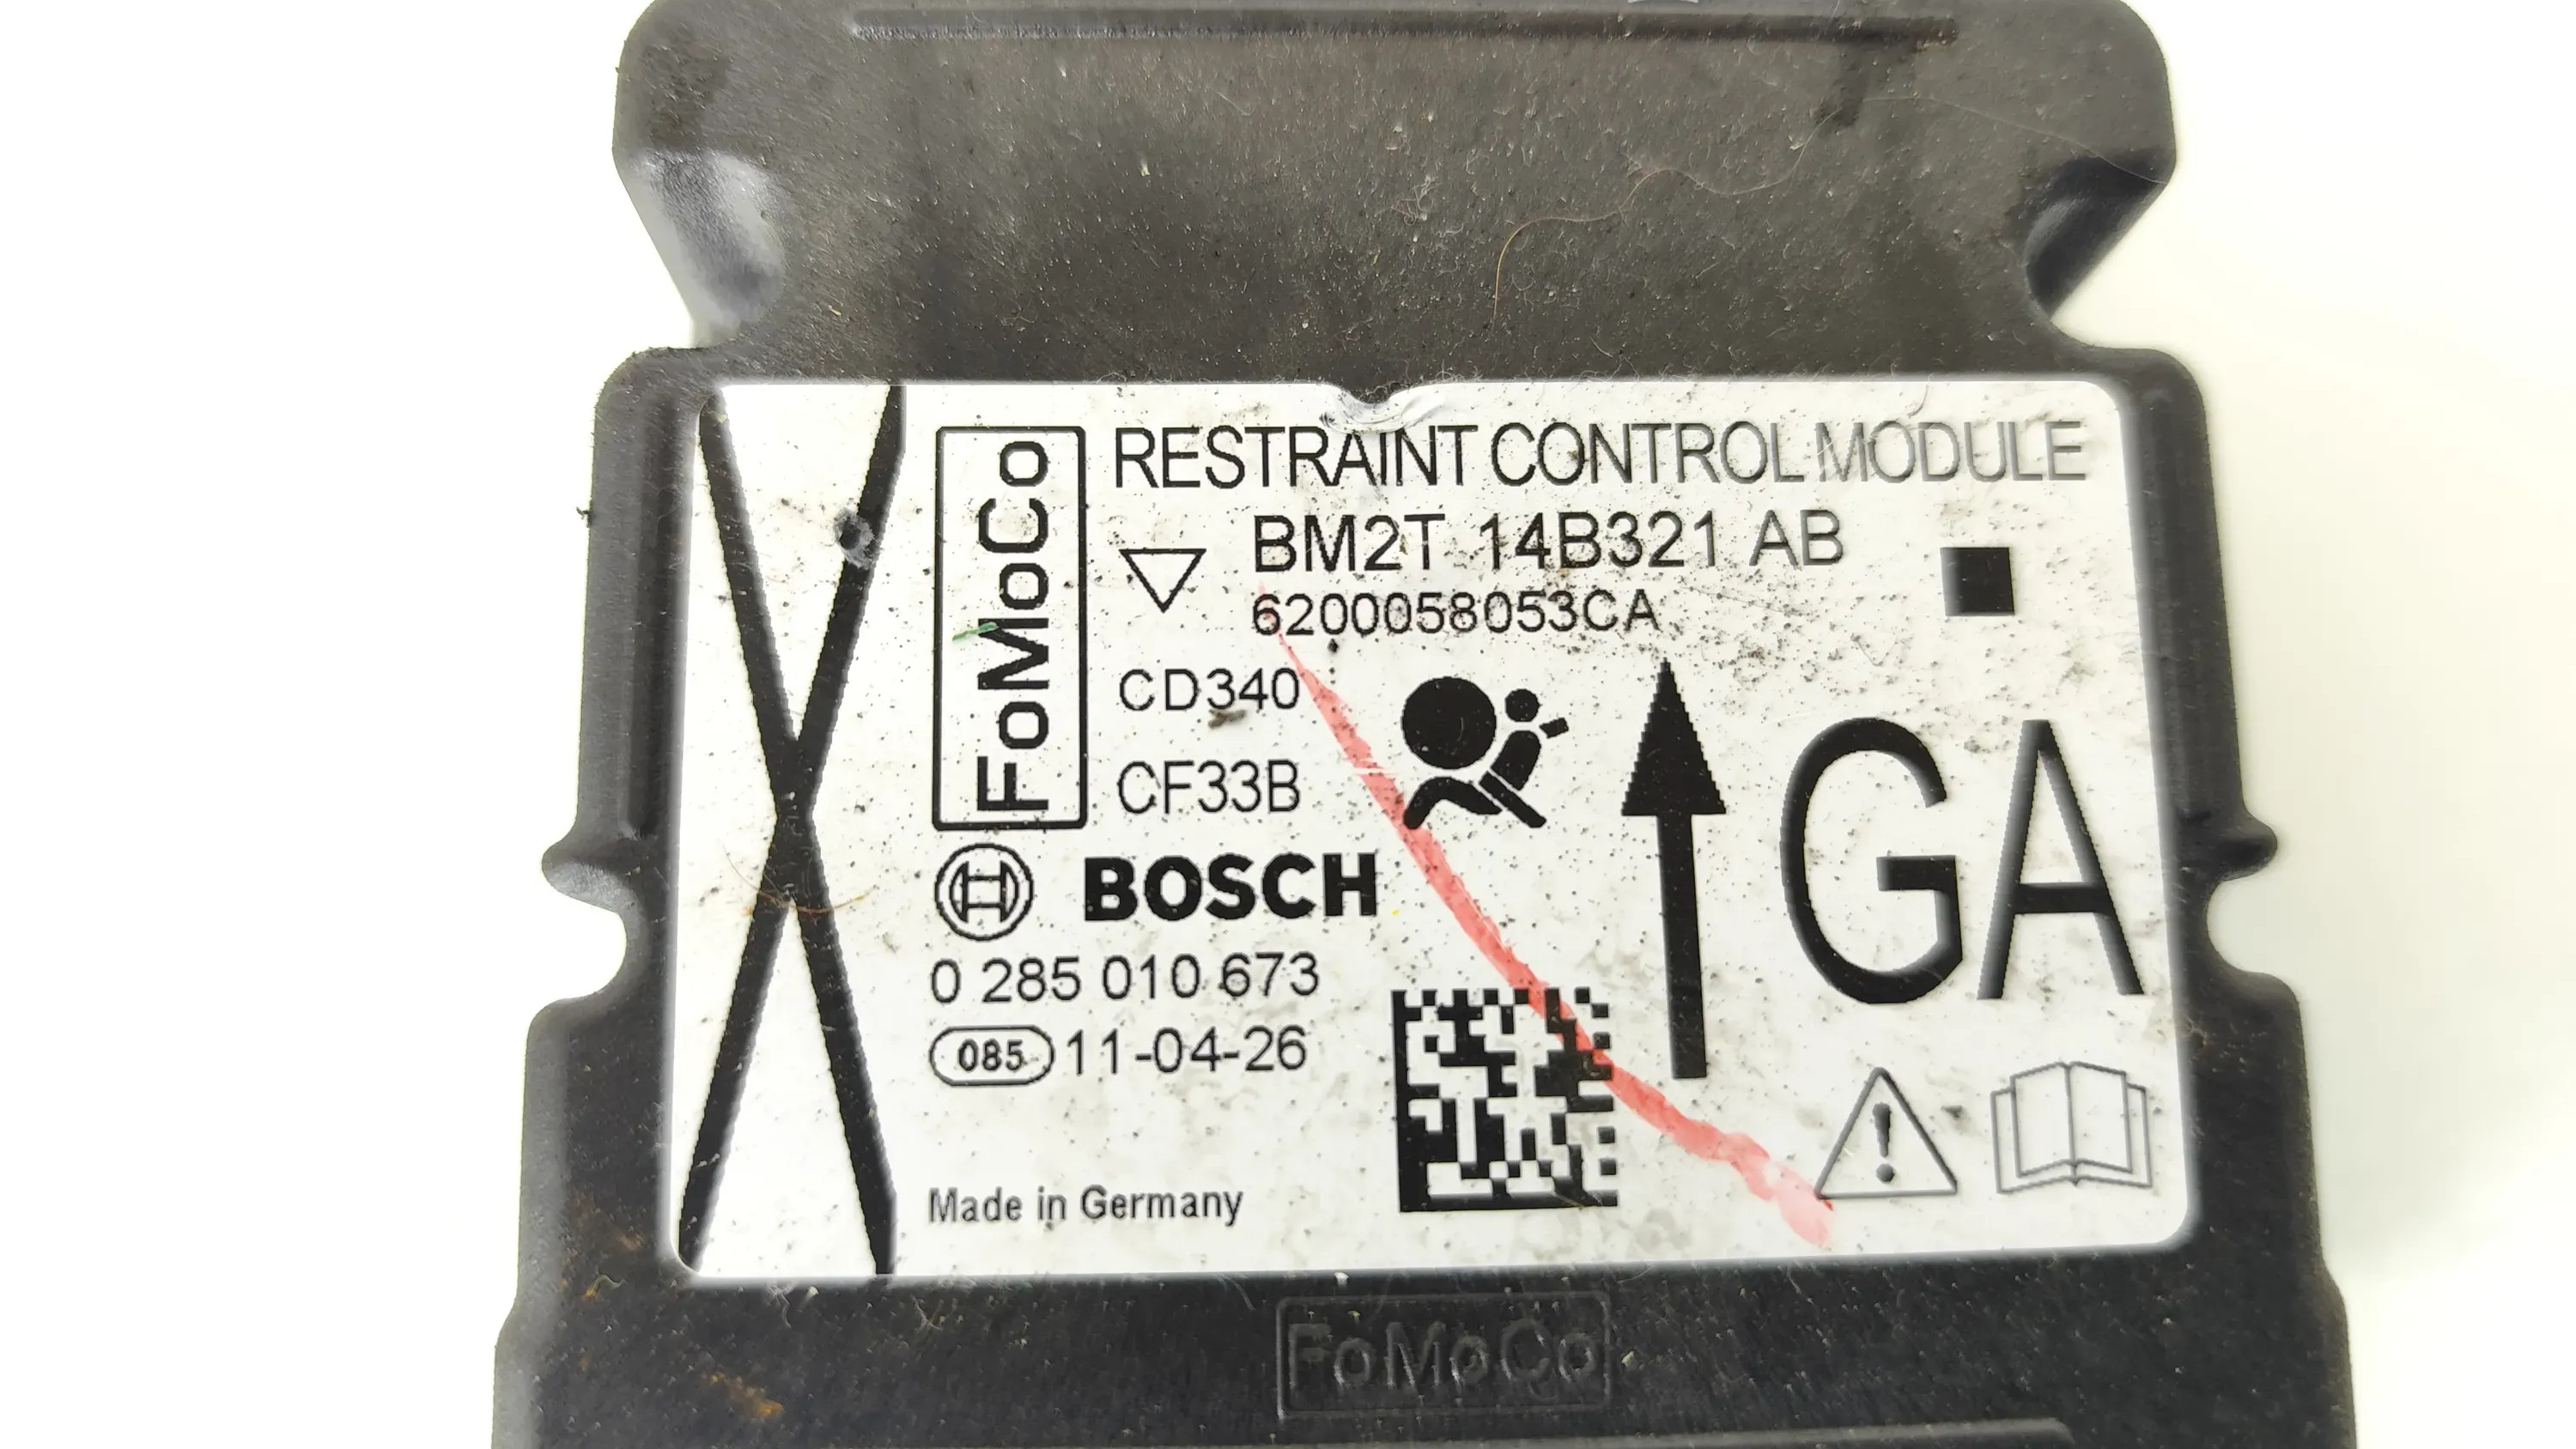 FoMoCo
RESTRAINT CONTROL MODULE
BM2T 14B321 AB
6200058053CA
CD340
CF33B
GA
BOSCH
0 285 010 673
085 11-04-26
Made in Germany
FoMoCo